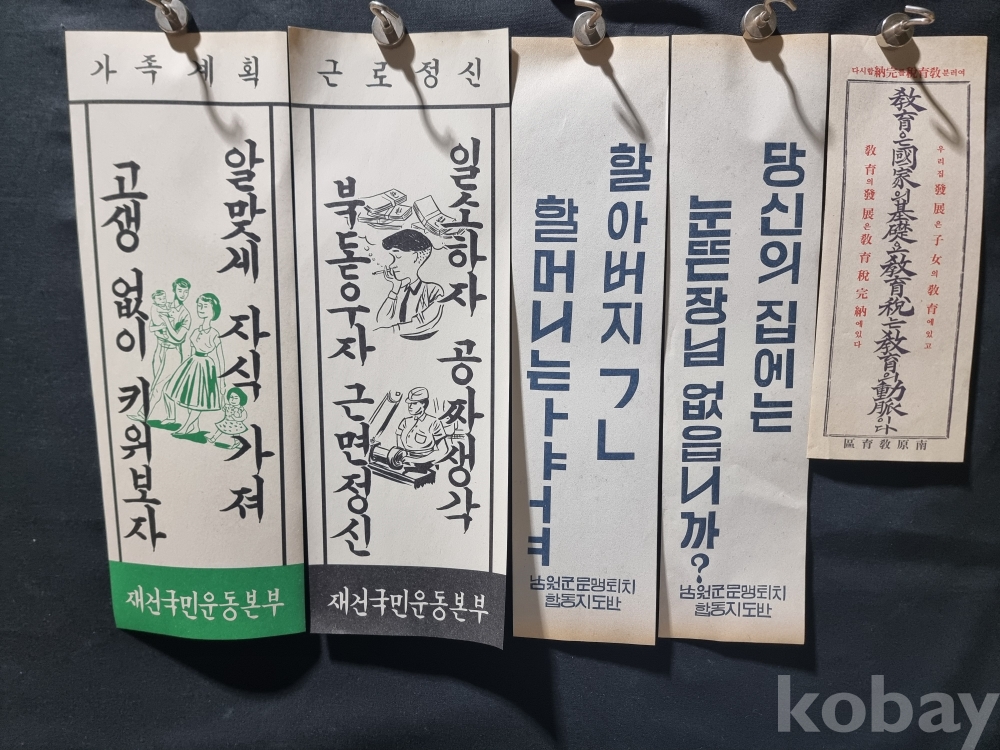 가족계획
알맞게 자식 가져
고생 없이 키워보자
재건국민운동본부
근로정신
일소하자 공짜생각
북돋우자 근면정신
재건국민운동본부
할아버지 ㄱㄴ
할머니는 ㅏㅑㅓㅕ
남원군문맹퇴치
합동지도반
당신의 집에는
눈뜬장님 없읍니까?
남원군문맹퇴치
합동지도반
여러분敎育稅를完納합시다
우리집 發展은 子女의 敎育에있고
敎育은國家의基礎요敎育稅는敎育의動脈이다
敎育의發展은敎育稅完納에있다
南原敎育區
kobay